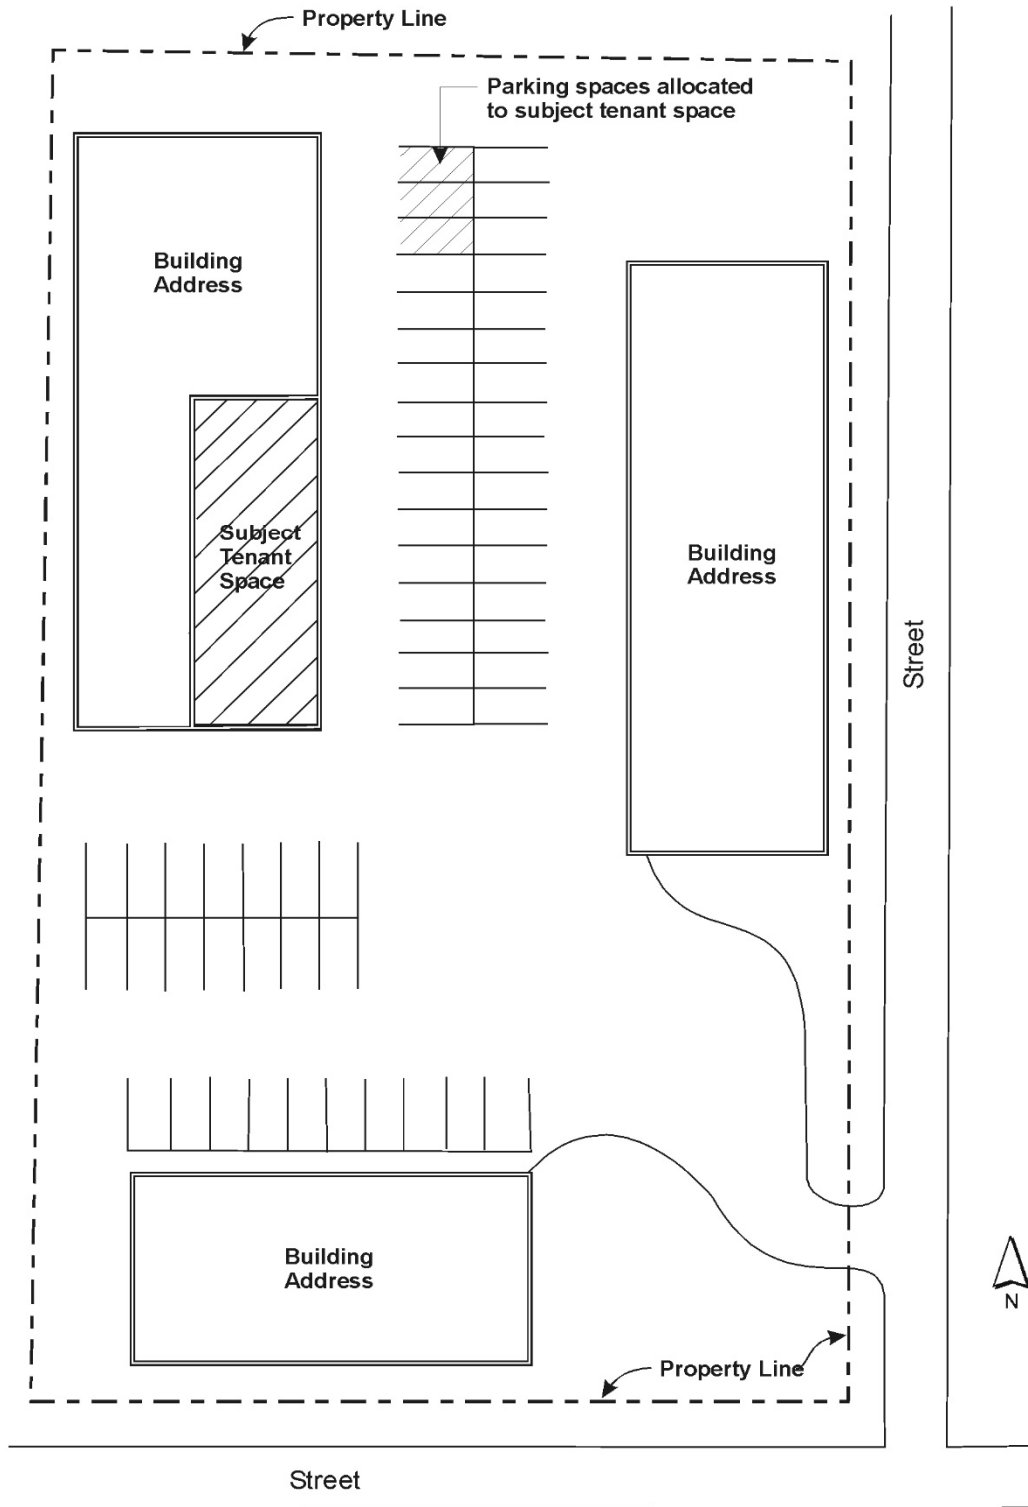 Property Line
Parking spaces allocated
to subject tenant space
Building
Address
Subject
Tenant
Space
Building
Address
Street
Building
Address
N
Property Line
Street